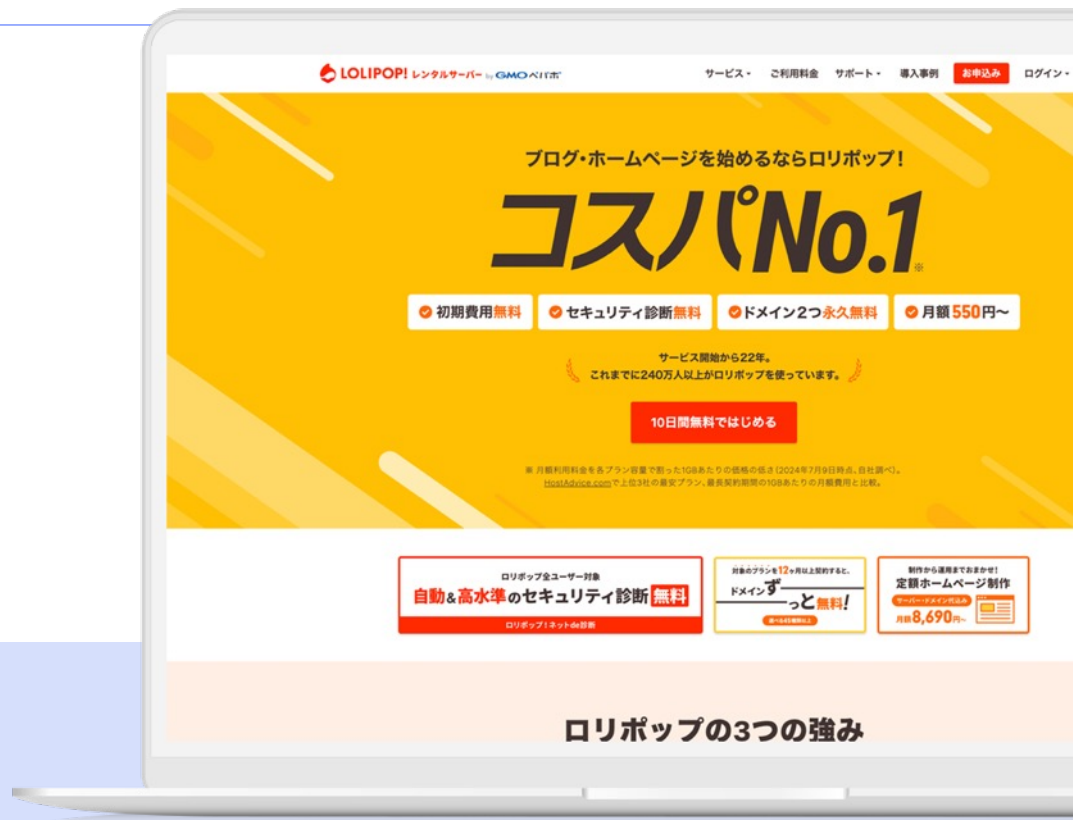 LOLIPOP! レンタルサーバー by GMOペパボ
サービス ご利用料金 サポート 導入事例 お申込み ログイン
ブログ・ホームページを始めるならロリポップ!
コスパNo.1※
初期費用無料 セキュリティ診断無料 ドメイン2つ永久無料 月額550円〜
サービス開始から22年。
これまでに240万人以上がロリポップを使っています。
10日間無料ではじめる
※ 月額利用料金を各プラン容量で割った1GBあたりの価格の低さ(2024年7月9日時点、自社調べ)。
HostAdvice.comで上位3社の最安プラン、最長契約期間の1GBあたりの月額費用と比較。
ロリポップ全ユーザー対象
自動&高水準のセキュリティ診断 無料
ロリポップ!ネットde診断
対象のプランを12ヶ月以上契約すると、
ドメインずっと無料!
制作から運用までおまかせ!
定額ホームページ制作
サーバー・ドメイン代込み
月額8,690円〜
ロリポップの3つの強み